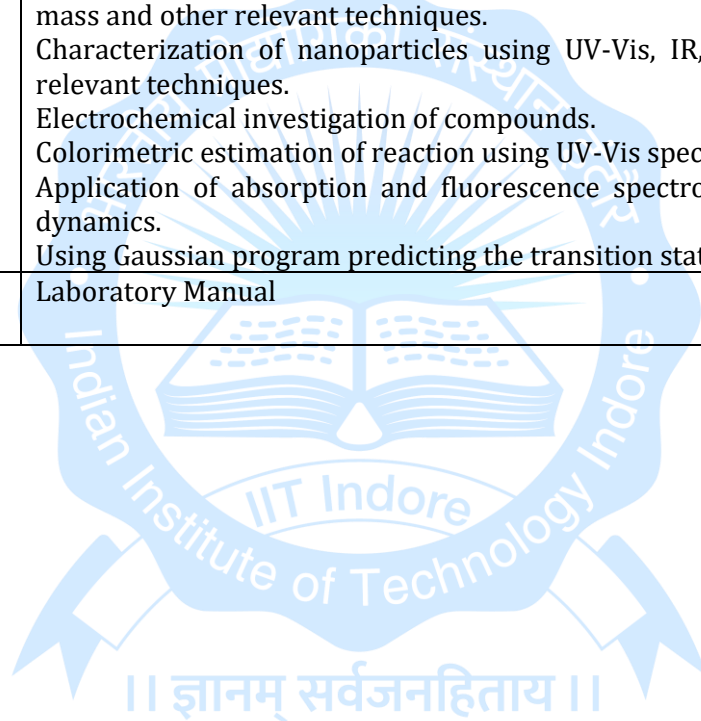 mass and other relevant techniques.
Characterization of nanoparticles using UV-Vis, IR,
relevant techniques.
Electrochemical investigation of compounds.
Colorimetric estimation of reaction using UV-Vis spec
Application of absorption and fluorescence spectro
dynamics.
Using Gaussian program predicting the transition stat
Laboratory Manual
भारतीय प्रौद्योगिकी संस्थान इंदौर
Indian Institute of Technology Indore
IIT Indore
।। ज्ञानम् सर्वजनहिताय ।।